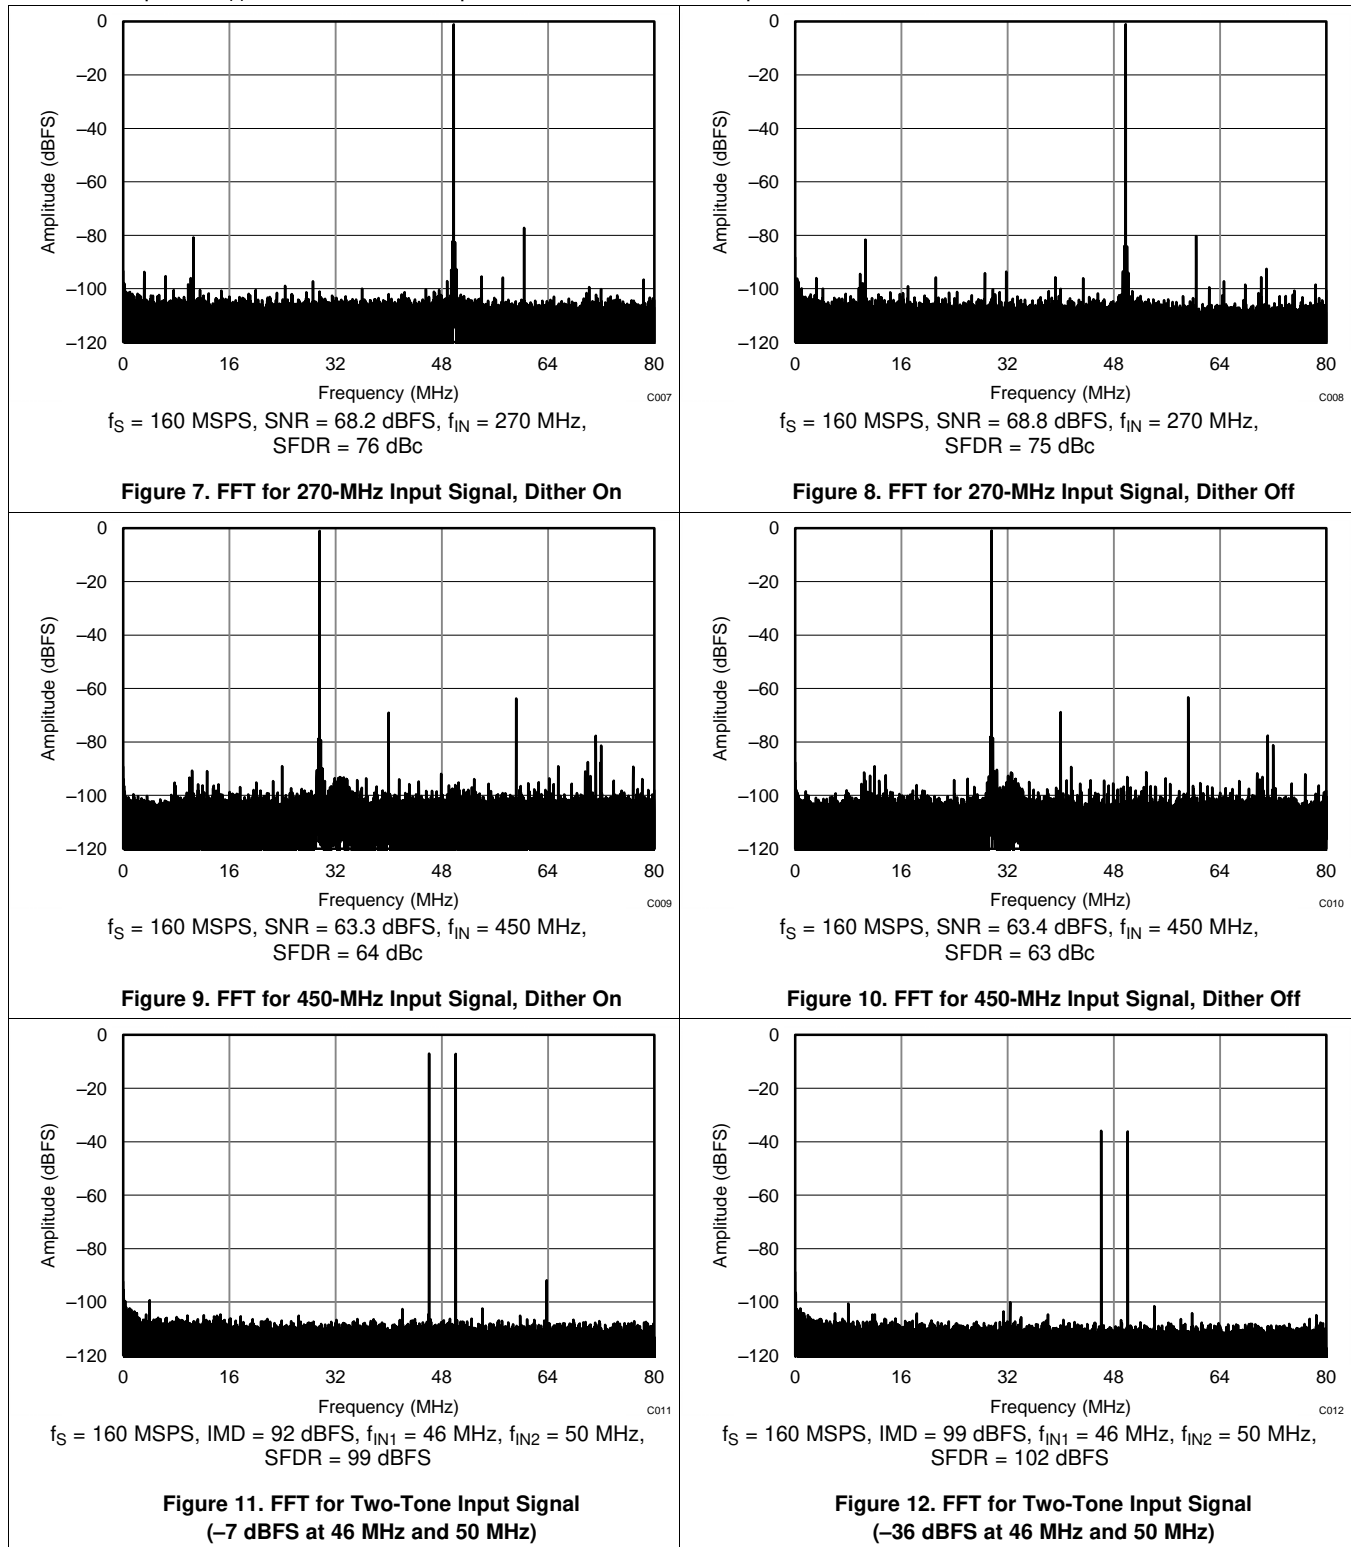 0
–20
–40
–60
–80
–100
–120
0 16 32 48 64 80
Amplitude (dBFS)
Frequency (MHz)
C007
fS = 160 MSPS, SNR = 68.2 dBFS, fIN = 270 MHz,
SFDR = 76 dBc
Figure 7. FFT for 270-MHz Input Signal, Dither On
0
–20
–40
–60
–80
–100
–120
0 16 32 48 64 80
Amplitude (dBFS)
Frequency (MHz)
C008
fS = 160 MSPS, SNR = 68.8 dBFS, fIN = 270 MHz,
SFDR = 75 dBc
Figure 8. FFT for 270-MHz Input Signal, Dither Off
0
–20
–40
–60
–80
–100
–120
0 16 32 48 64 80
Amplitude (dBFS)
Frequency (MHz)
C009
fS = 160 MSPS, SNR = 63.3 dBFS, fIN = 450 MHz,
SFDR = 64 dBc
Figure 9. FFT for 450-MHz Input Signal, Dither On
0
–20
–40
–60
–80
–100
–120
0 16 32 48 64 80
Amplitude (dBFS)
Frequency (MHz)
C010
fS = 160 MSPS, SNR = 63.4 dBFS, fIN = 450 MHz,
SFDR = 63 dBc
Figure 10. FFT for 450-MHz Input Signal, Dither Off
0
–20
–40
–60
–80
–100
–120
0 16 32 48 64 80
Amplitude (dBFS)
Frequency (MHz)
C011
fS = 160 MSPS, IMD = 92 dBFS, fIN1 = 46 MHz, fIN2 = 50 MHz,
SFDR = 99 dBFS
Figure 11. FFT for Two-Tone Input Signal
(–7 dBFS at 46 MHz and 50 MHz)
0
–20
–40
–60
–80
–100
–120
0 16 32 48 64 80
Amplitude (dBFS)
Frequency (MHz)
C012
fS = 160 MSPS, IMD = 99 dBFS, fIN1 = 46 MHz, fIN2 = 50 MHz,
SFDR = 102 dBFS
Figure 12. FFT for Two-Tone Input Signal
(–36 dBFS at 46 MHz and 50 MHz)